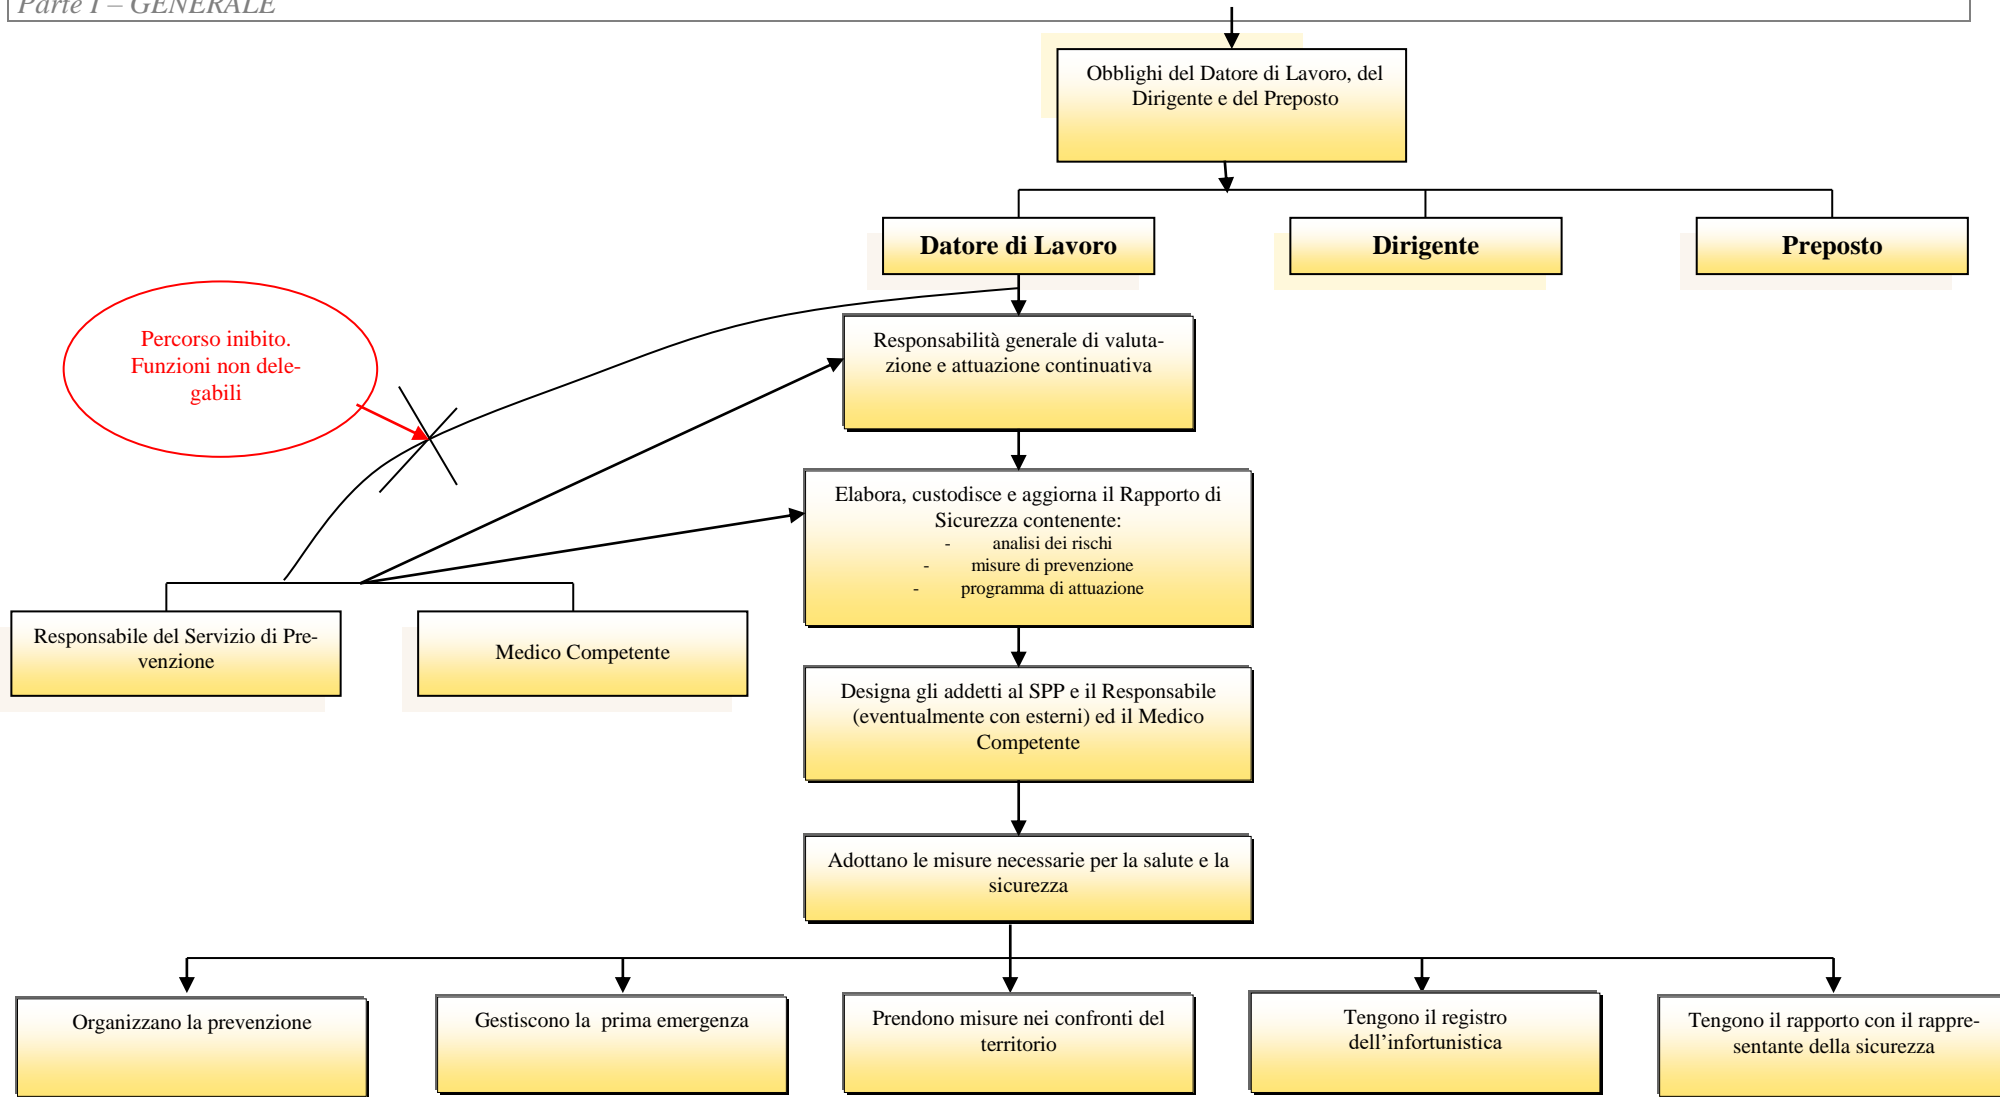 Parte I – GENERALE
Obblighi del Datore di Lavoro, del
Dirigente e del Preposto
Datore di Lavoro
Dirigente
Preposto
Percorso inibito.
Funzioni non dele-
gabili
Responsabilità generale di valuta-
zione e attuazione continuativa
Elabora, custodisce e aggiorna il Rapporto di
Sicurezza contenente:
- analisi dei rischi
- misure di prevenzione
- programma di attuazione
Responsabile del Servizio di Pre-
venzione
Medico Competente
Designa gli addetti al SPP e il Responsabile
(eventualmente con esterni) ed il Medico
Competente
Adottano le misure necessarie per la salute e la
sicurezza
Organizzano la prevenzione
Gestiscono la  prima emergenza
Prendono misure nei confronti del
territorio
Tengono il registro
dell’infortunistica
Tengono il rapporto con il rappre-
sentante della sicurezza